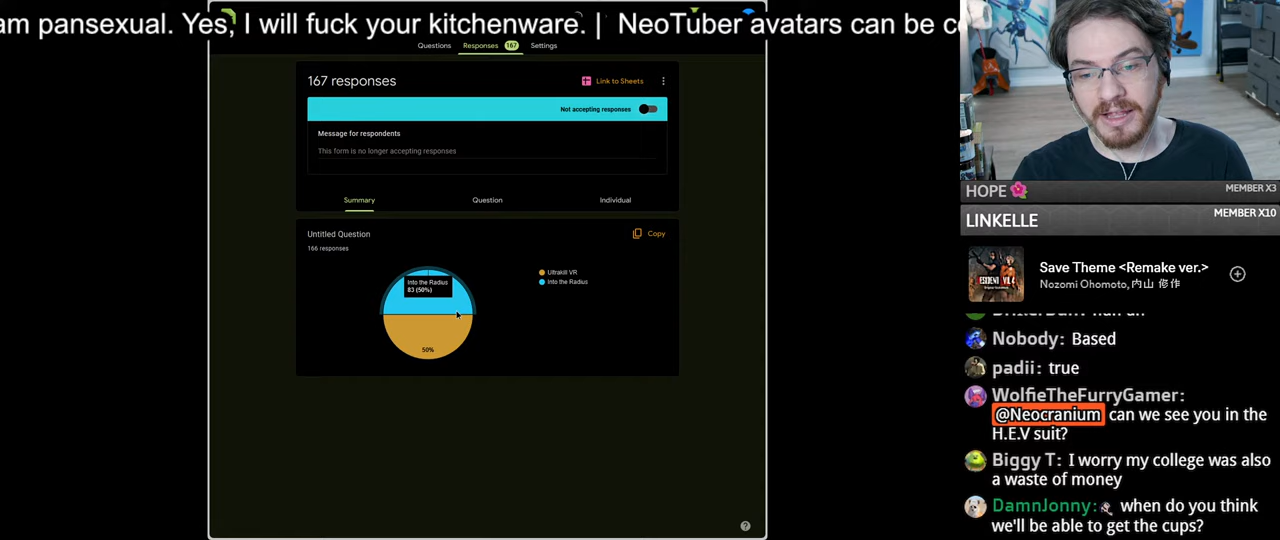 am pansexual. Yes, I will fuck your kitchenware. | NeoTuber avatars can be c
Questions Responses 167 Settings
167 responses
Link to Sheets
Not accepting responses
Message for respondents
This form is no longer accepting responses
Summary Question Individual
Untitled Question
Copy
166 responses
Into the Radius
83 (50%)
50%
Ultrakill VR
Into the Radius
HOPE MEMBER X3
LINKELLE MEMBER X10
Save Theme <Remake ver.>
Nozomi Ohomoto, 内山 修作
Nobody: Based
padii: true
WolfieTheFurryGamer:
@Neocranium can we see you in the
H.E.V suit?
Biggy T: I worry my college was also
a waste of money
DamnJonny: when do you think
we'll be able to get the cups?